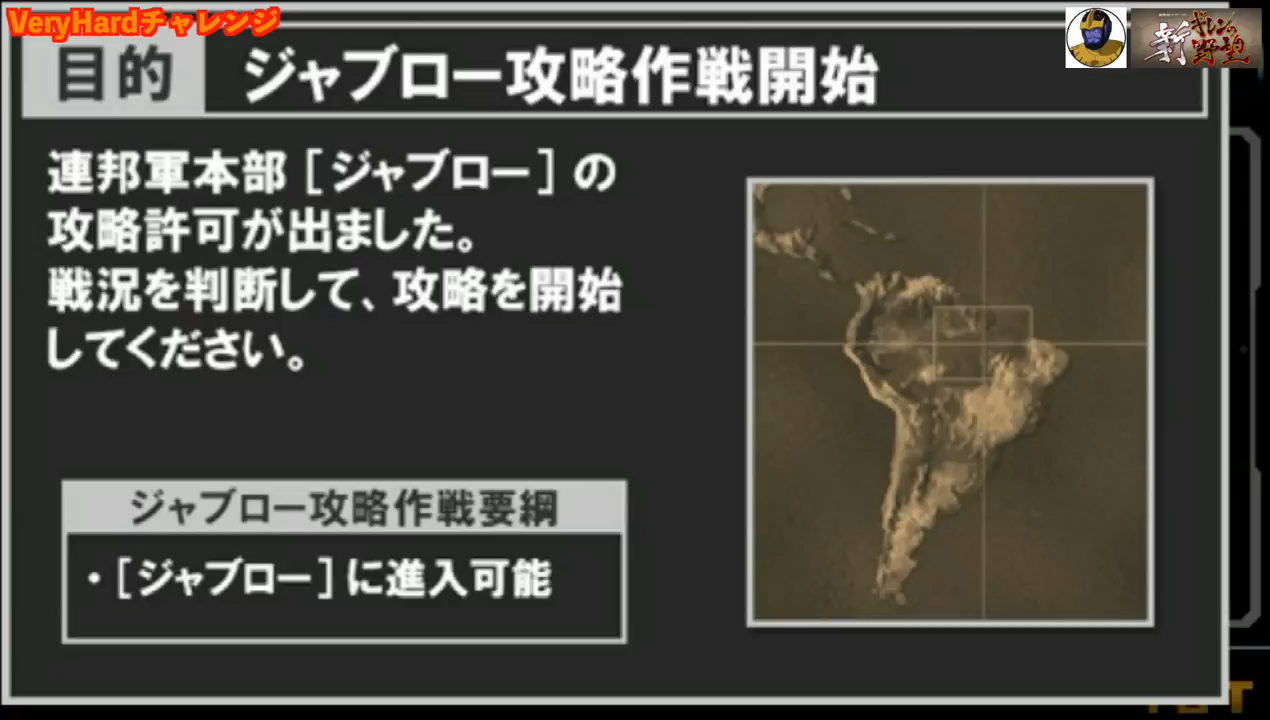 VeryHardチャレンジ
新ギレンの野望
目的 ジャブロー攻略作戦開始
連邦軍本部［ジャブロー］の
攻略許可が出ました。
戦況を判断して、攻略を開始
してください。
ジャブロー攻略作戦要綱
・［ジャブロー］に進入可能